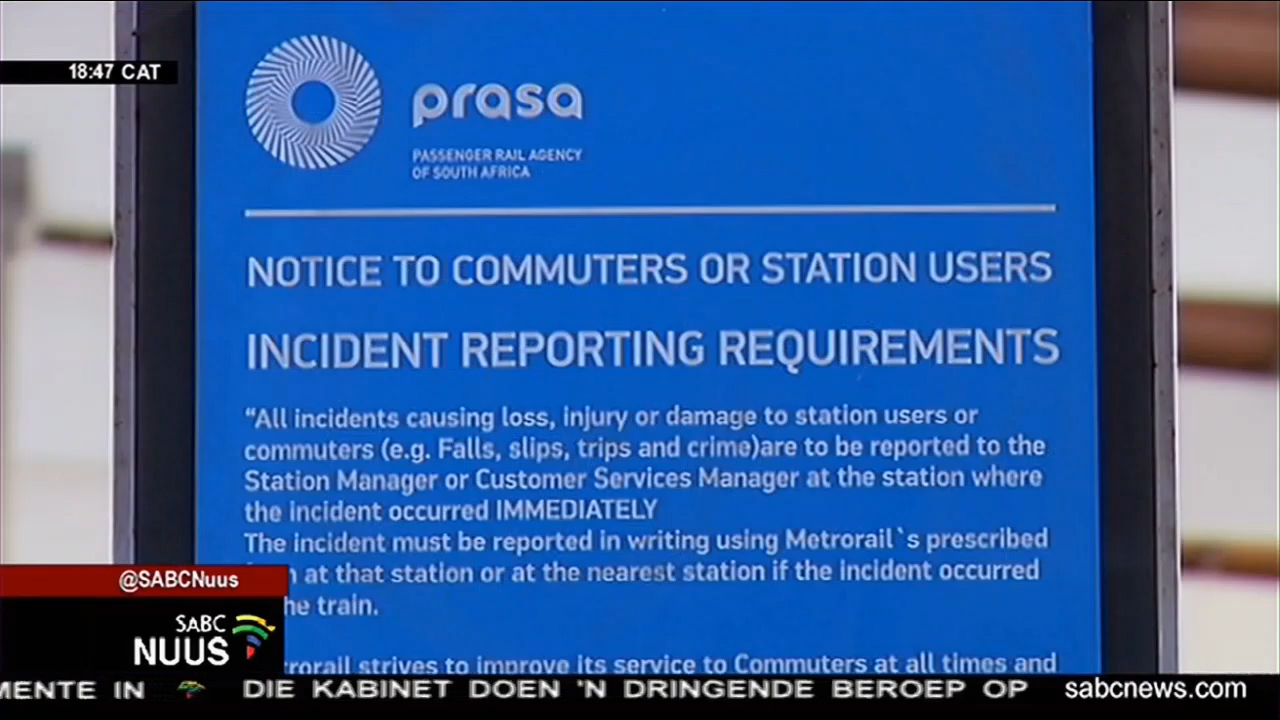 18:47 CAT
prasa
PASSENGER RAIL AGENCY
OF SOUTH AFRICA
NOTICE TO COMMUTERS OR STATION USERS
INCIDENT REPORTING REQUIREMENTS
“All incidents causing loss, injury or damage to station users or
commuters (e.g. Falls, slips, trips and crime)are to be reported to the
Station Manager or Customer Services Manager at the station where
the incident occurred IMMEDIATELY
The incident must be reported in writing using Metrorail`s prescribed
at that station or at the nearest station if the incident occurred
train.
strives to improve its service to Commuters at all times and
@SABCNuus
SABC
NUUS
IN DIE KABINET DOEN 'N DRINGENDE BEROEP OP
sabcnews.com